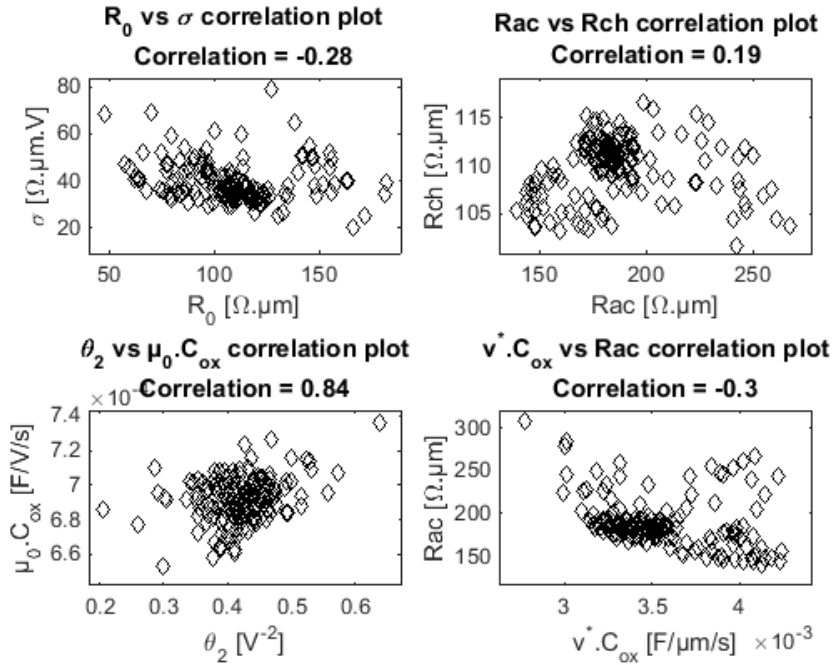 R₀ vs σ correlation plot
Correlation = -0.28
80
60
40
20
σ [Ω.µm.V]
50 100 150
R₀ [Ω.µm]
Rac vs Rch correlation plot
Correlation = 0.19
115
110
105
Rch [Ω.µm]
150 200 250
Rac [Ω.µm]
θ₂ vs µ₀.Cₒₓ correlation plot
Correlation = 0.84
7.4
7.2
7
6.8
6.6
µ₀.Cₒₓ [F/V/s]
0.2 0.3 0.4 0.5 0.6
θ₂ [V⁻²]
v*.Cₒₓ vs Rac correlation plot
Correlation = -0.3
300
250
200
150
Rac [Ω.µm]
3 3.5 4
v*.Cₒₓ [F/µm/s] ×10⁻³